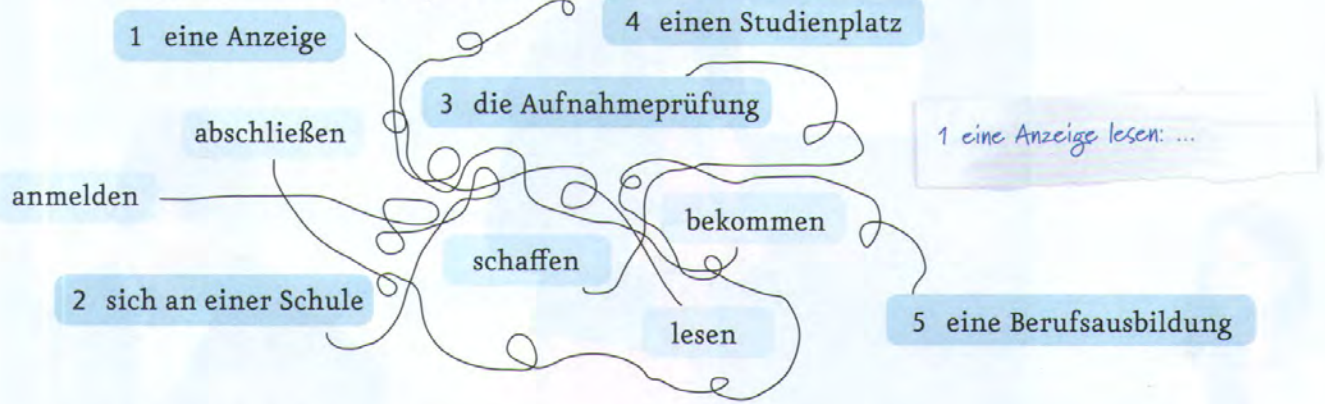 1 eine Anzeige
4 einen Studienplatz
3 die Aufnahmeprüfung
abschließen
1 eine Anzeige lesen: ...
anmelden
bekommen
schaffen
2 sich an einer Schule
lesen
5 eine Berufsausbildung